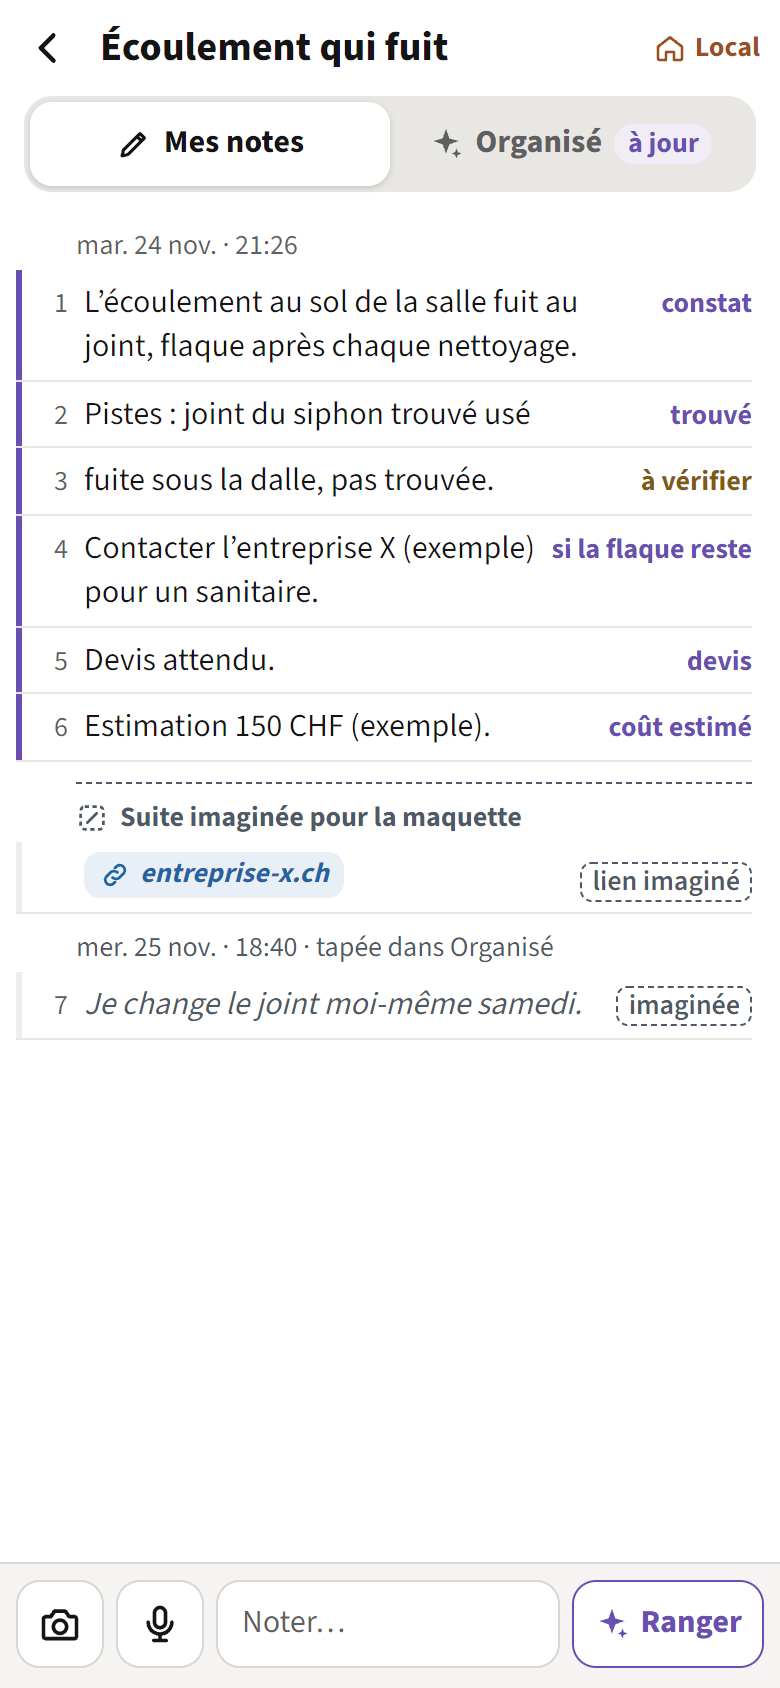 Écoulement qui fuit
Local
Mes notes
Organisé
à jour
mar. 24 nov. · 21:26
1 L’écoulement au sol de la salle fuit au constat
joint, flaque après chaque nettoyage.
2 Pistes : joint du siphon trouvé usé trouvé
3 fuite sous la dalle, pas trouvée. à vérifier
4 Contacter l’entreprise X (exemple) si la flaque reste
pour un sanitaire.
5 Devis attendu. devis
6 Estimation 150 CHF (exemple). coût estimé
Suite imaginée pour la maquette
entreprise-x.ch lien imaginé
mer. 25 nov. · 18:40 · tapée dans Organisé
7 Je change le joint moi-même samedi. imaginée
Noter…
Ranger